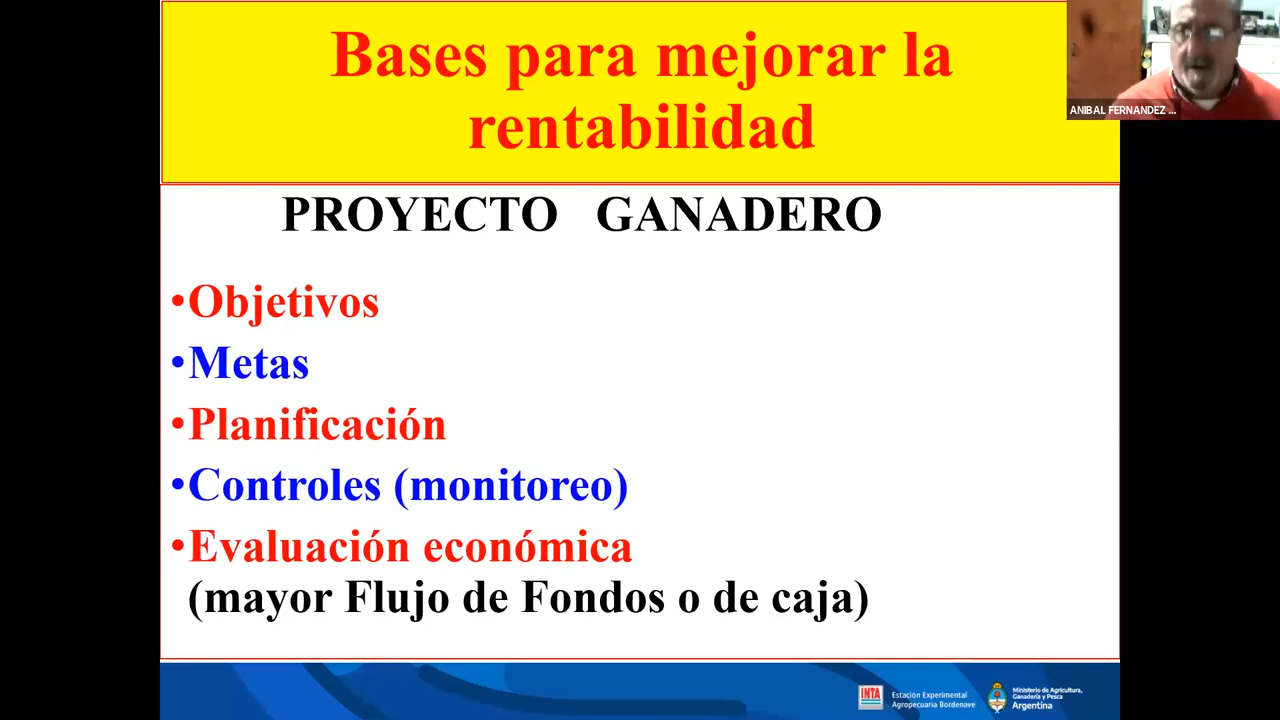 Bases para mejorar la
rentabilidad
ANIBAL FERNANDEZ ...
PROYECTO GANADERO
•Objetivos
•Metas
•Planificación
•Controles (monitoreo)
•Evaluación económica
(mayor Flujo de Fondos o de caja)
INTA
Estación Experimental
Agropecuaria Bordenave
Ministerio de Agricultura,
Ganadería y Pesca
Argentina